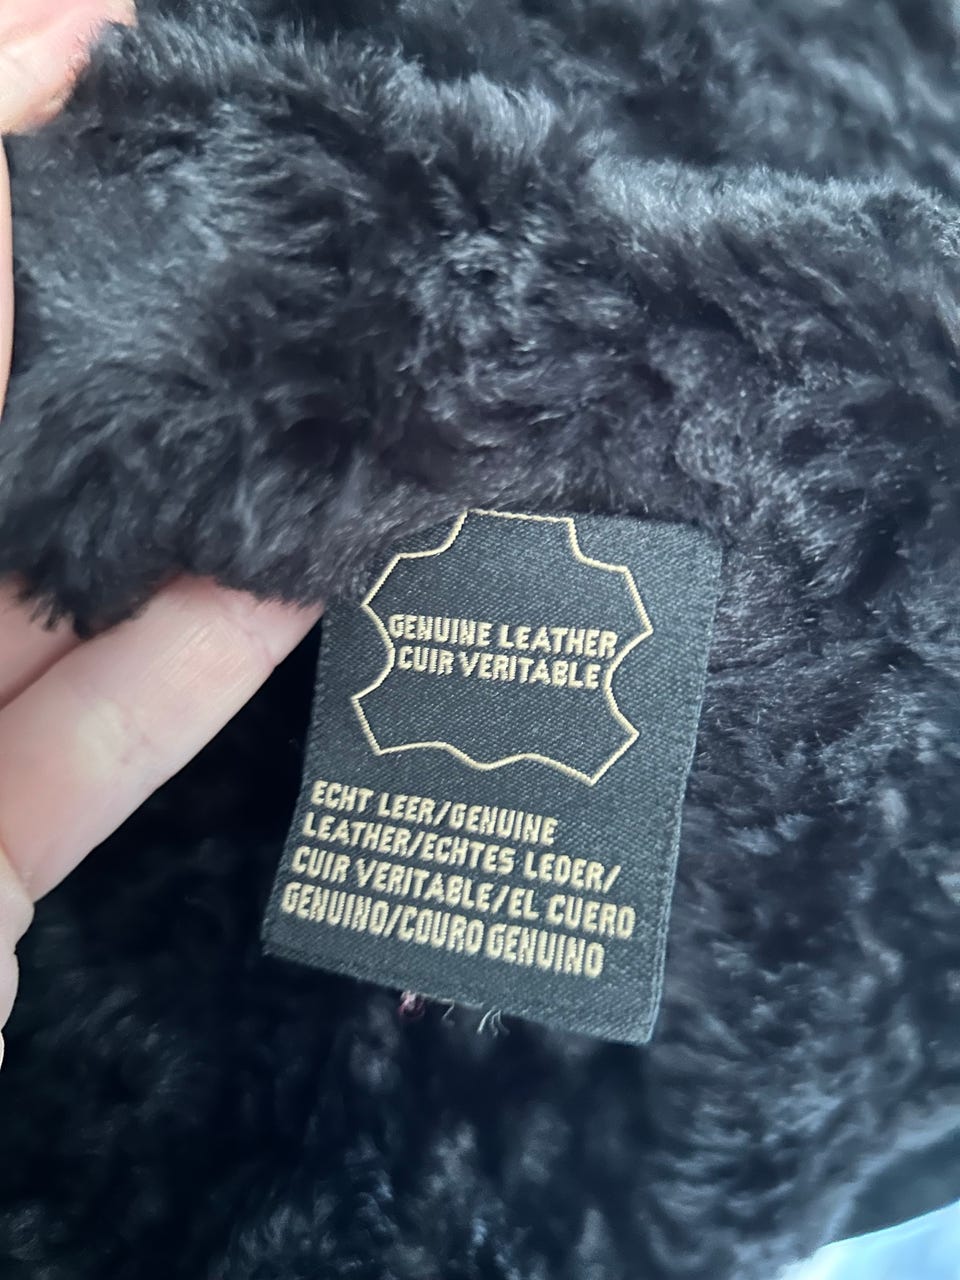 GENUINE LEATHER
CUIR VERITABLE
ECHT LEER/GENUINE
LEATHER/ECHTES LEDER/
CUIR VERITABLE/EL CUERO
GENUINO/COURO GENUINO